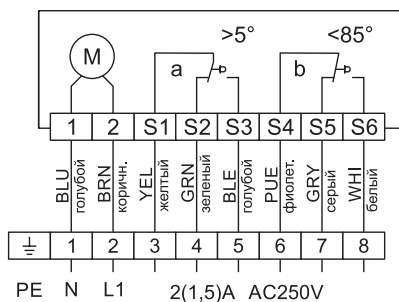 >5° <85°
M
a b
1 2 S1 S2 S3 S4 S5 S6
BLU голубой
BRN коричн.
YEL желтый
GRN зеленый
BLE голубой
PUE фиолет.
GRY серый
WHI белый
1 2 3 4 5 6 7 8
PE N L1 2(1,5)A AC250V